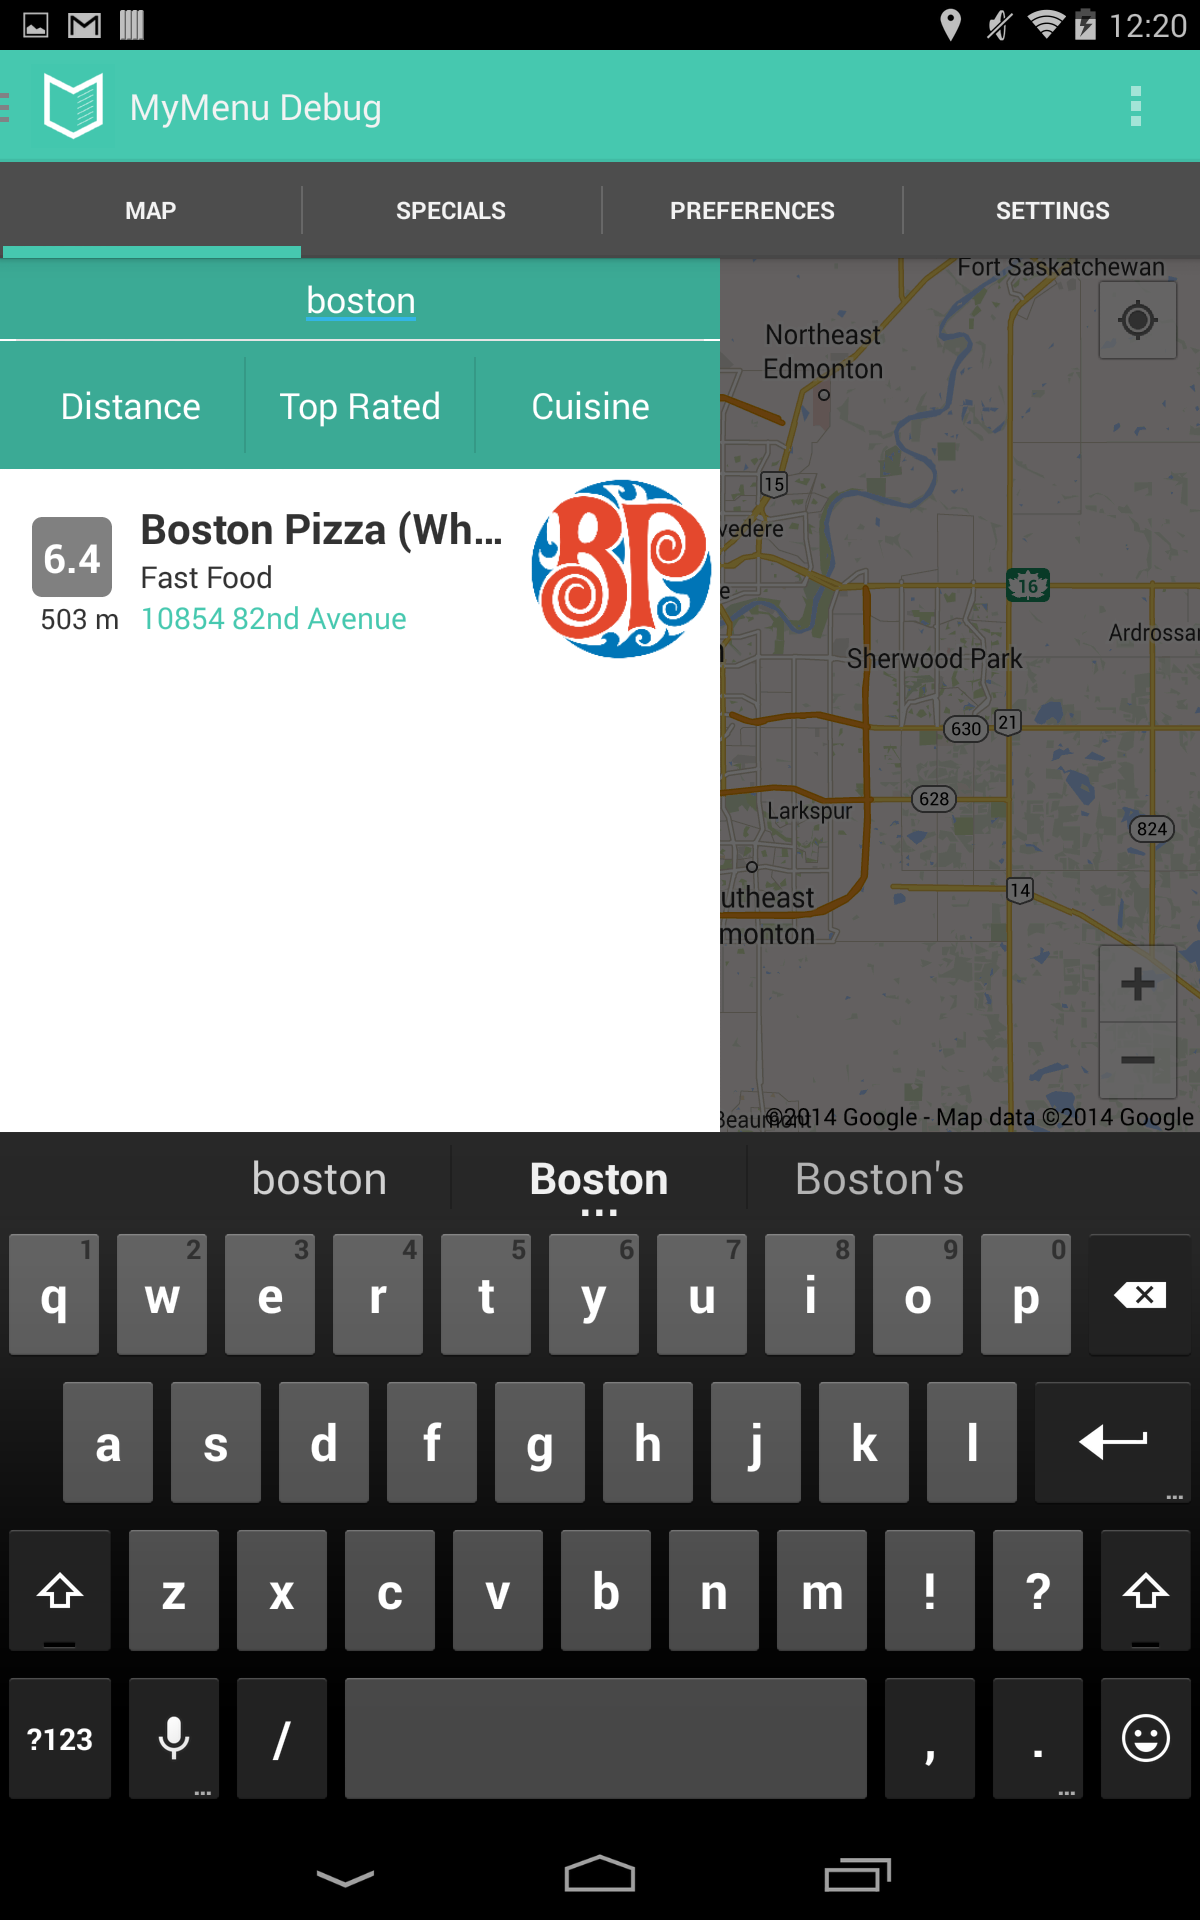 12:20
MyMenu Debug
MAP
SPECIALS
PREFERENCES
SETTINGS
boston
Distance
Top Rated
Cuisine
6.4
Boston Pizza (Wh...
Fast Food
503 m
10854 82nd Avenue
BP
Fort Saskatchewan
Northeast
Edmonton
15
vedere
e
16
Ardrossa
Sherwood Park
630
21
628
Larkspur
824
14
utheast
monton
+
−
Beaumont
©2014 Google - Map data ©2014 Google
boston
Boston
Boston's
1 2 3 4 5 6 7 8 9 0
q w e r t y u i o p
a s d f g h j k l
z x c v b n m ! ?
?123 / , .